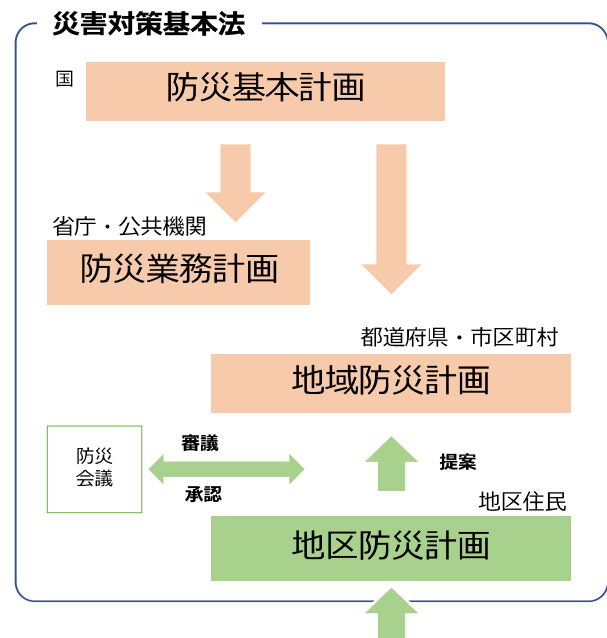 災害対策基本法
国
防災基本計画
省庁・公共機関
防災業務計画
都道府県・市区町村
地域防災計画
防災
会議
審議
承認
提案
地区住民
地区防災計画